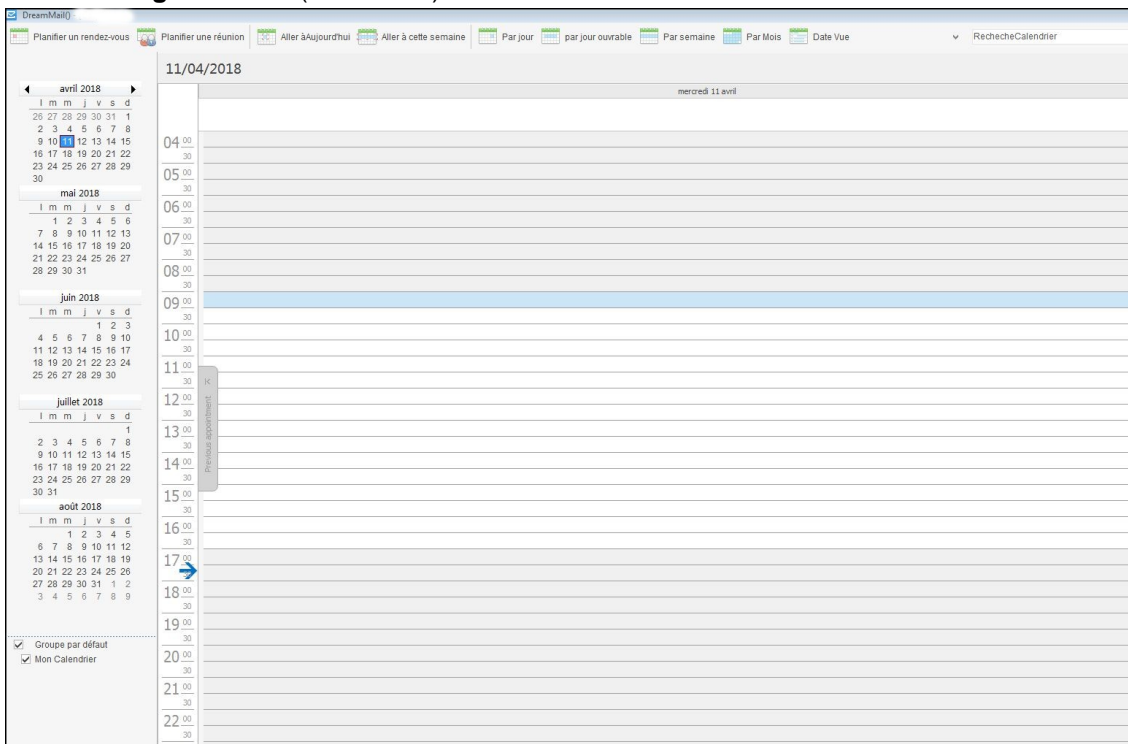 DreamMail()
Planifier un rendez-vous Planifier une réunion Aller àAujourd'hui Aller à cette semaine Par jour par jour ouvrable Par semaine Par Mois Date Vue RechecheCalendrier
11/04/2018
mercredi 11 avril
avril 2018
l m m j v s d
26 27 28 29 30 31 1
2 3 4 5 6 7 8
9 10 11 12 13 14 15
16 17 18 19 20 21 22
23 24 25 26 27 28 29
30
mai 2018
l m m j v s d
1 2 3 4 5 6
7 8 9 10 11 12 13
14 15 16 17 18 19 20
21 22 23 24 25 26 27
28 29 30 31
juin 2018
l m m j v s d
1 2 3
4 5 6 7 8 9 10
11 12 13 14 15 16 17
18 19 20 21 22 23 24
25 26 27 28 29 30
juillet 2018
l m m j v s d
1
2 3 4 5 6 7 8
9 10 11 12 13 14 15
16 17 18 19 20 21 22
23 24 25 26 27 28 29
30 31
août 2018
l m m j v s d
1 2 3 4 5
6 7 8 9 10 11 12
13 14 15 16 17 18 19
20 21 22 23 24 25 26
27 28 29 30 31 1 2
3 4 5 6 7 8 9
Groupe par défaut
Mon Calendrier
04 00
30
05 00
30
06 00
30
07 00
30
08 00
30
09 00
30
10 00
30
11 00
30
12 00
30
13 00
30
14 00
30
15 00
30
16 00
30
17 00
30
18 00
30
19 00
30
20 00
30
21 00
30
22 00
30
Previous appointment